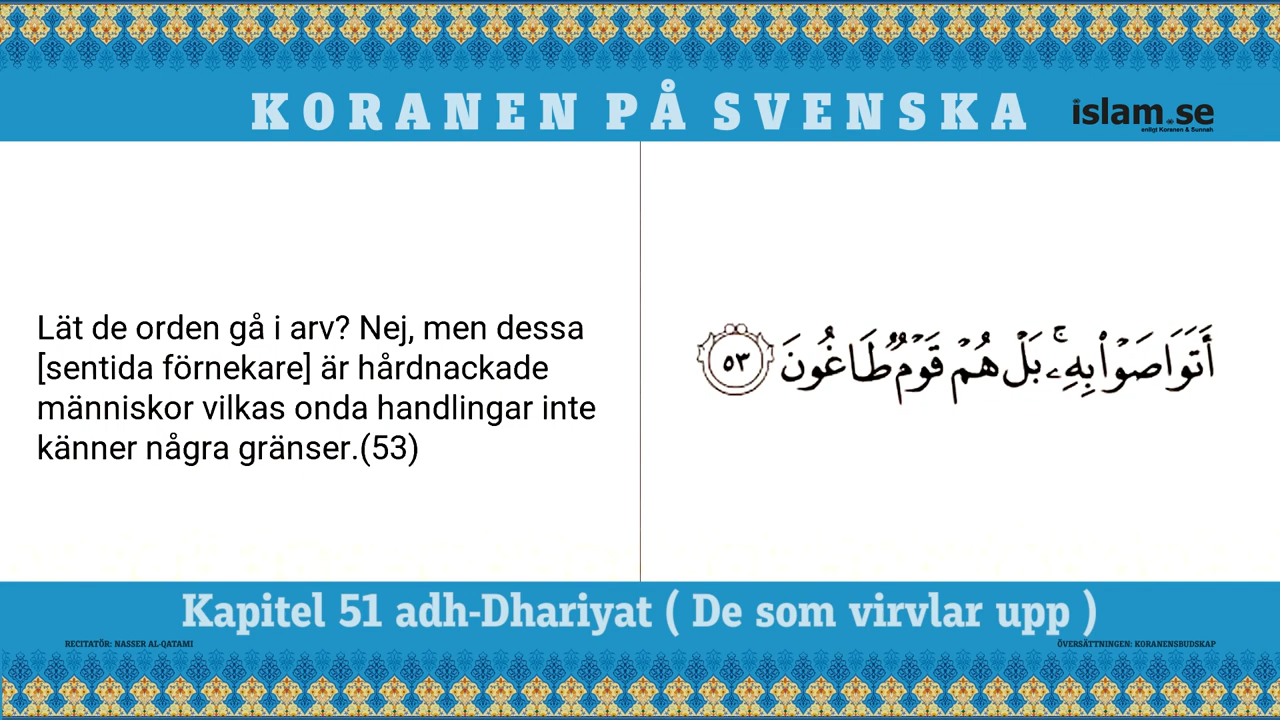 KORANEN PÅ SVENSKA
islam.se
enligt Koranen & Sunnah
Lät de orden gå i arv? Nej, men dessa
[sentida förnekare] är hårdnackade
människor vilkas onda handlingar inte
känner några gränser.(53)
أَتَوَاصَوْا۟ بِهِۦ ۚ بَلْ هُمْ قَوْمٌ طَاغُونَ ٥٣
Kapitel 51 adh-Dhariyat ( De som virvlar upp )
RECITATÖR: NASSER AL-QATAMI
ÖVERSÄTTNINGEN: KORANENSBUDSKAP